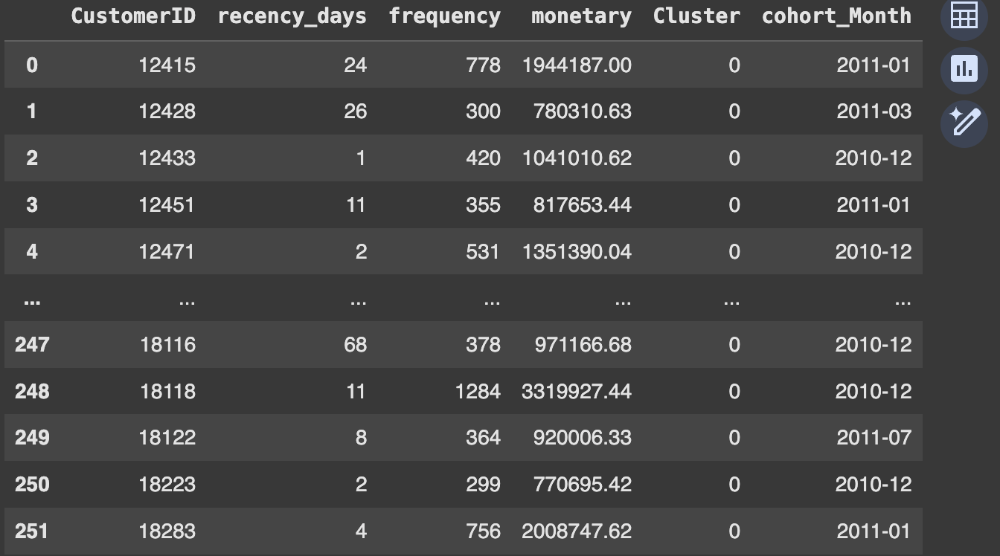 CustomerID recency_days frequency monetary Cluster cohort_Month
0 12415 24 778 1944187.00 0 2011-01
1 12428 26 300 780310.63 0 2011-03
2 12433 1 420 1041010.62 0 2010-12
3 12451 11 355 817653.44 0 2011-01
4 12471 2 531 1351390.04 0 2010-12
... ... ... ... ... ... ...
247 18116 68 378 971166.68 0 2010-12
248 18118 11 1284 3319927.44 0 2010-12
249 18122 8 364 920006.33 0 2011-07
250 18223 2 299 770695.42 0 2010-12
251 18283 4 756 2008747.62 0 2011-01